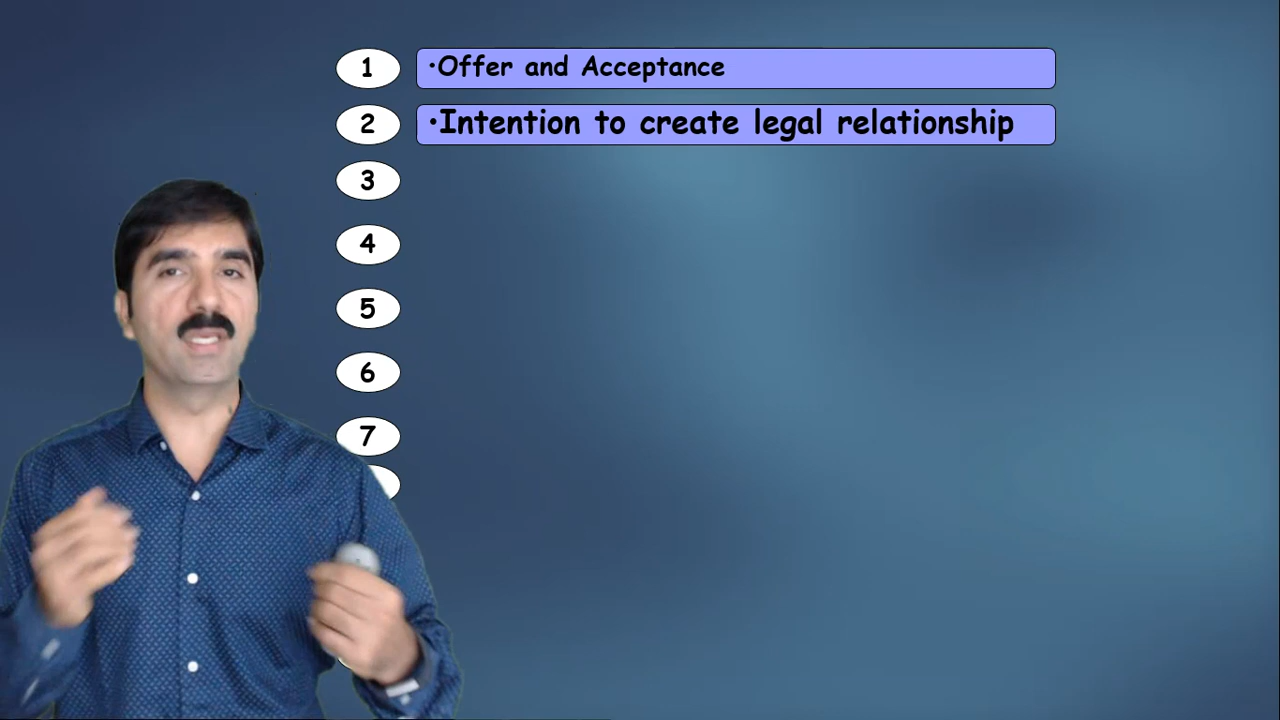 1 •Offer and Acceptance
2 •Intention to create legal relationship
3
4
5
6
7